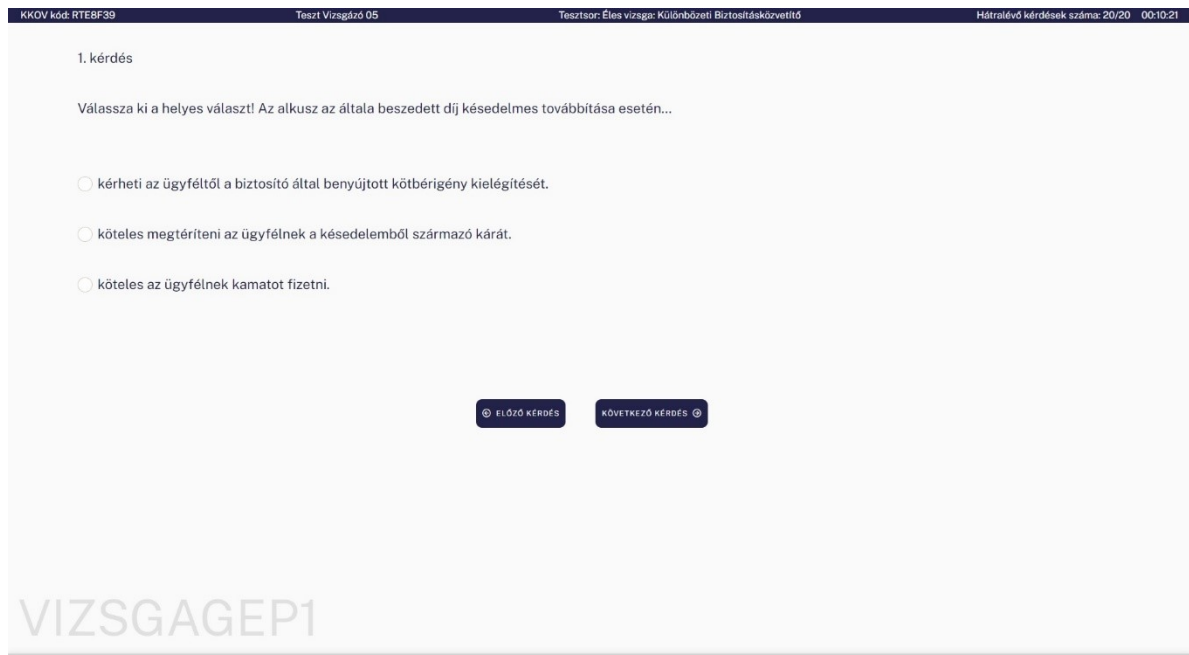 KKOV kód: RTE8F39 Teszt Vizsgázó 05 Tesztsor: Éles vizsga: Különbözeti Biztosításközvetítő Hátralévő kérdések száma: 20/20 00:10:21
1. kérdés
Válassza ki a helyes választ! Az alkusz az általa beszedett díj késedelmes továbbítása esetén...
kérheti az ügyféltől a biztosító által benyújtott kötbérigény kielégítését.
köteles megtéríteni az ügyfélnek a késedelemből származó kárát.
köteles az ügyfélnek kamatot fizetni.
ELŐZŐ KÉRDÉS KÖVETKEZŐ KÉRDÉS
VIZSGAGEP1